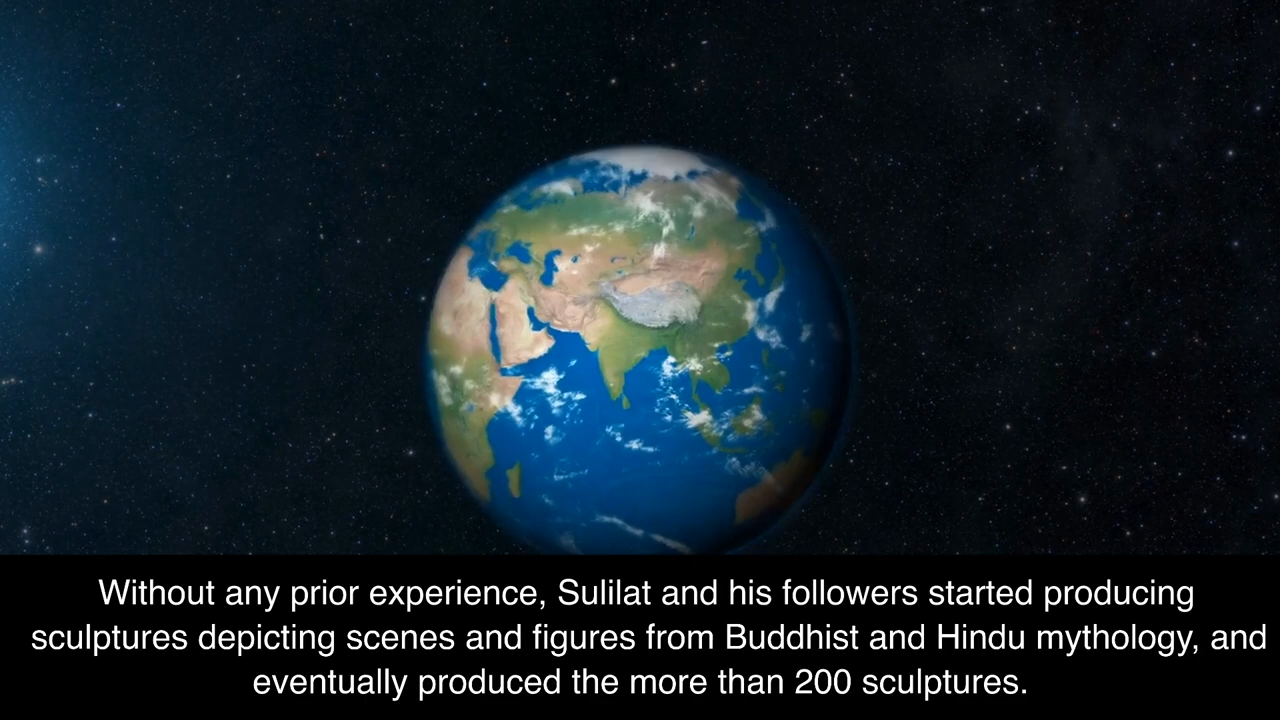 Without any prior experience, Sulilat and his followers started producing
sculptures depicting scenes and figures from Buddhist and Hindu mythology, and
eventually produced the more than 200 sculptures.